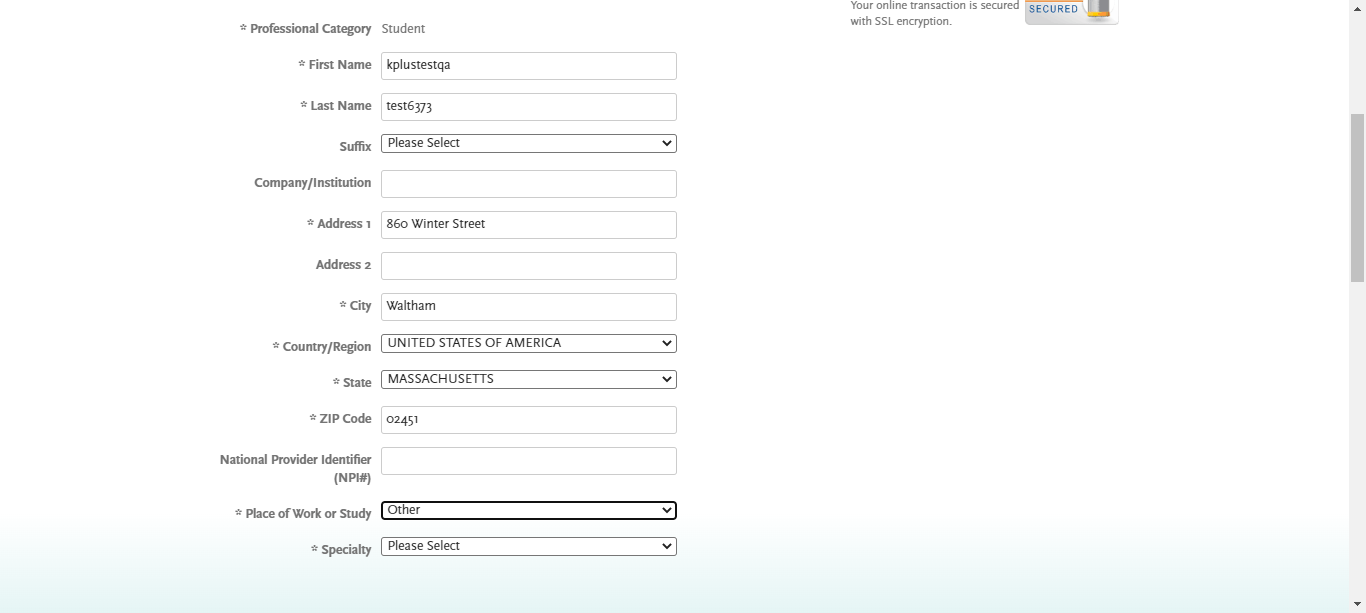 Your online transaction is secured
with SSL encryption.
SECURED
* Professional Category Student
* First Name kplustestqa
* Last Name test6373
Suffix Please Select
Company/Institution
* Address 1 860 Winter Street
Address 2
* City Waltham
* Country/Region UNITED STATES OF AMERICA
* State MASSACHUSETTS
* ZIP Code 02451
National Provider Identifier
(NPI#)
* Place of Work or Study Other
* Specialty Please Select